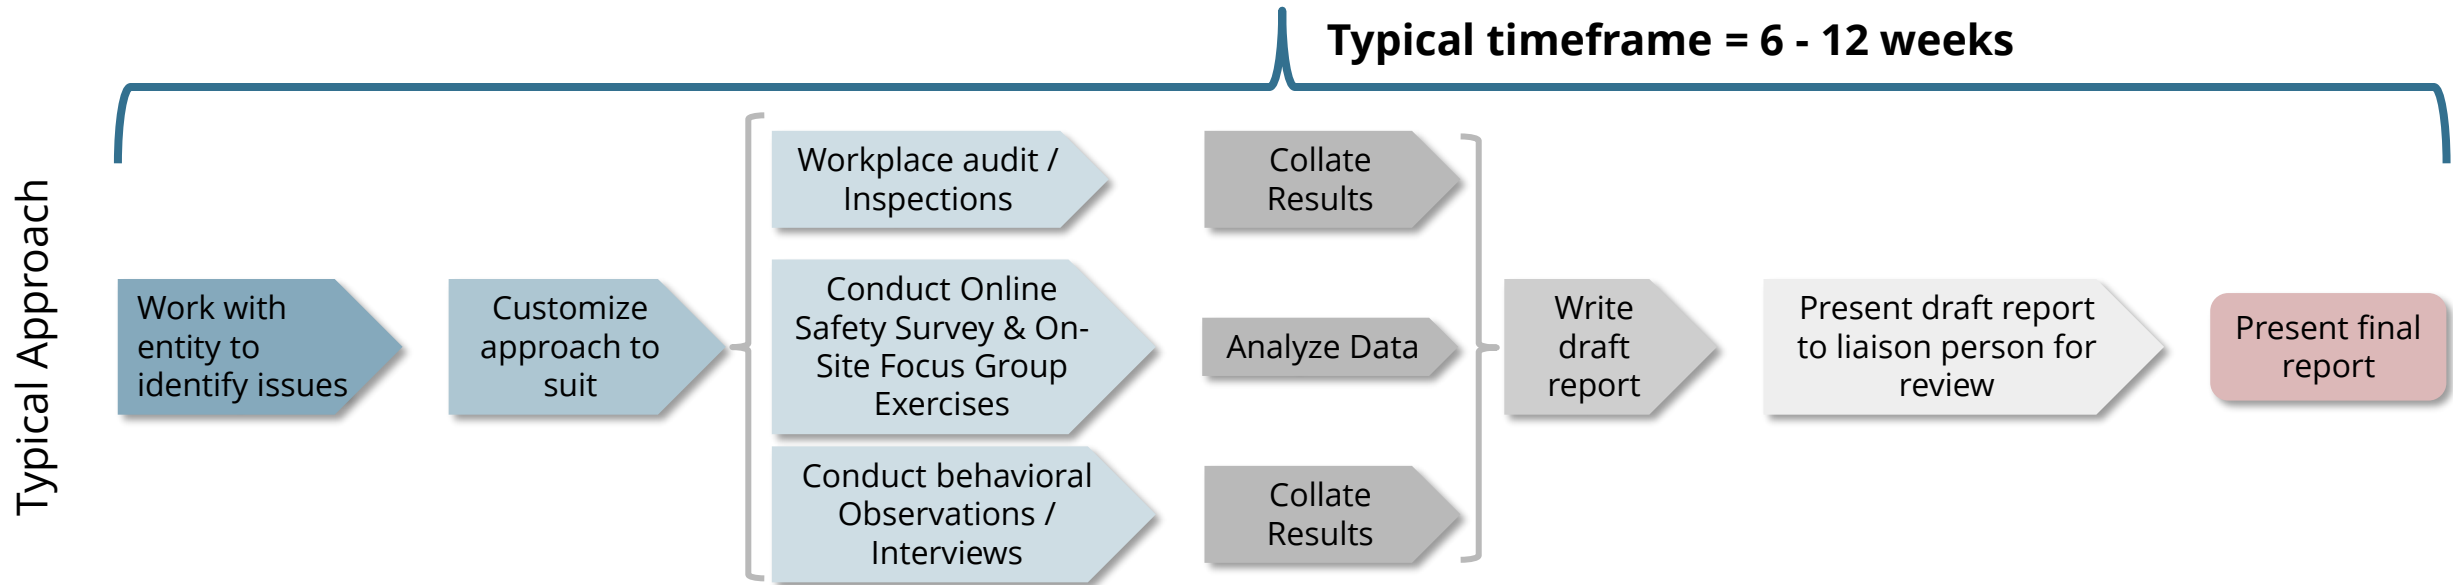 Typical timeframe = 6 - 12 weeks
Typical Approach
Work with
entity to
identify issues
Customize
approach to
suit
Workplace audit /
Inspections
Conduct Online
Safety Survey & On-
Site Focus Group
Exercises
Conduct behavioral
Observations /
Interviews
Collate
Results
Analyze Data
Collate
Results
Write
draft
report
Present draft report
to liaison person for
review
Present final
report